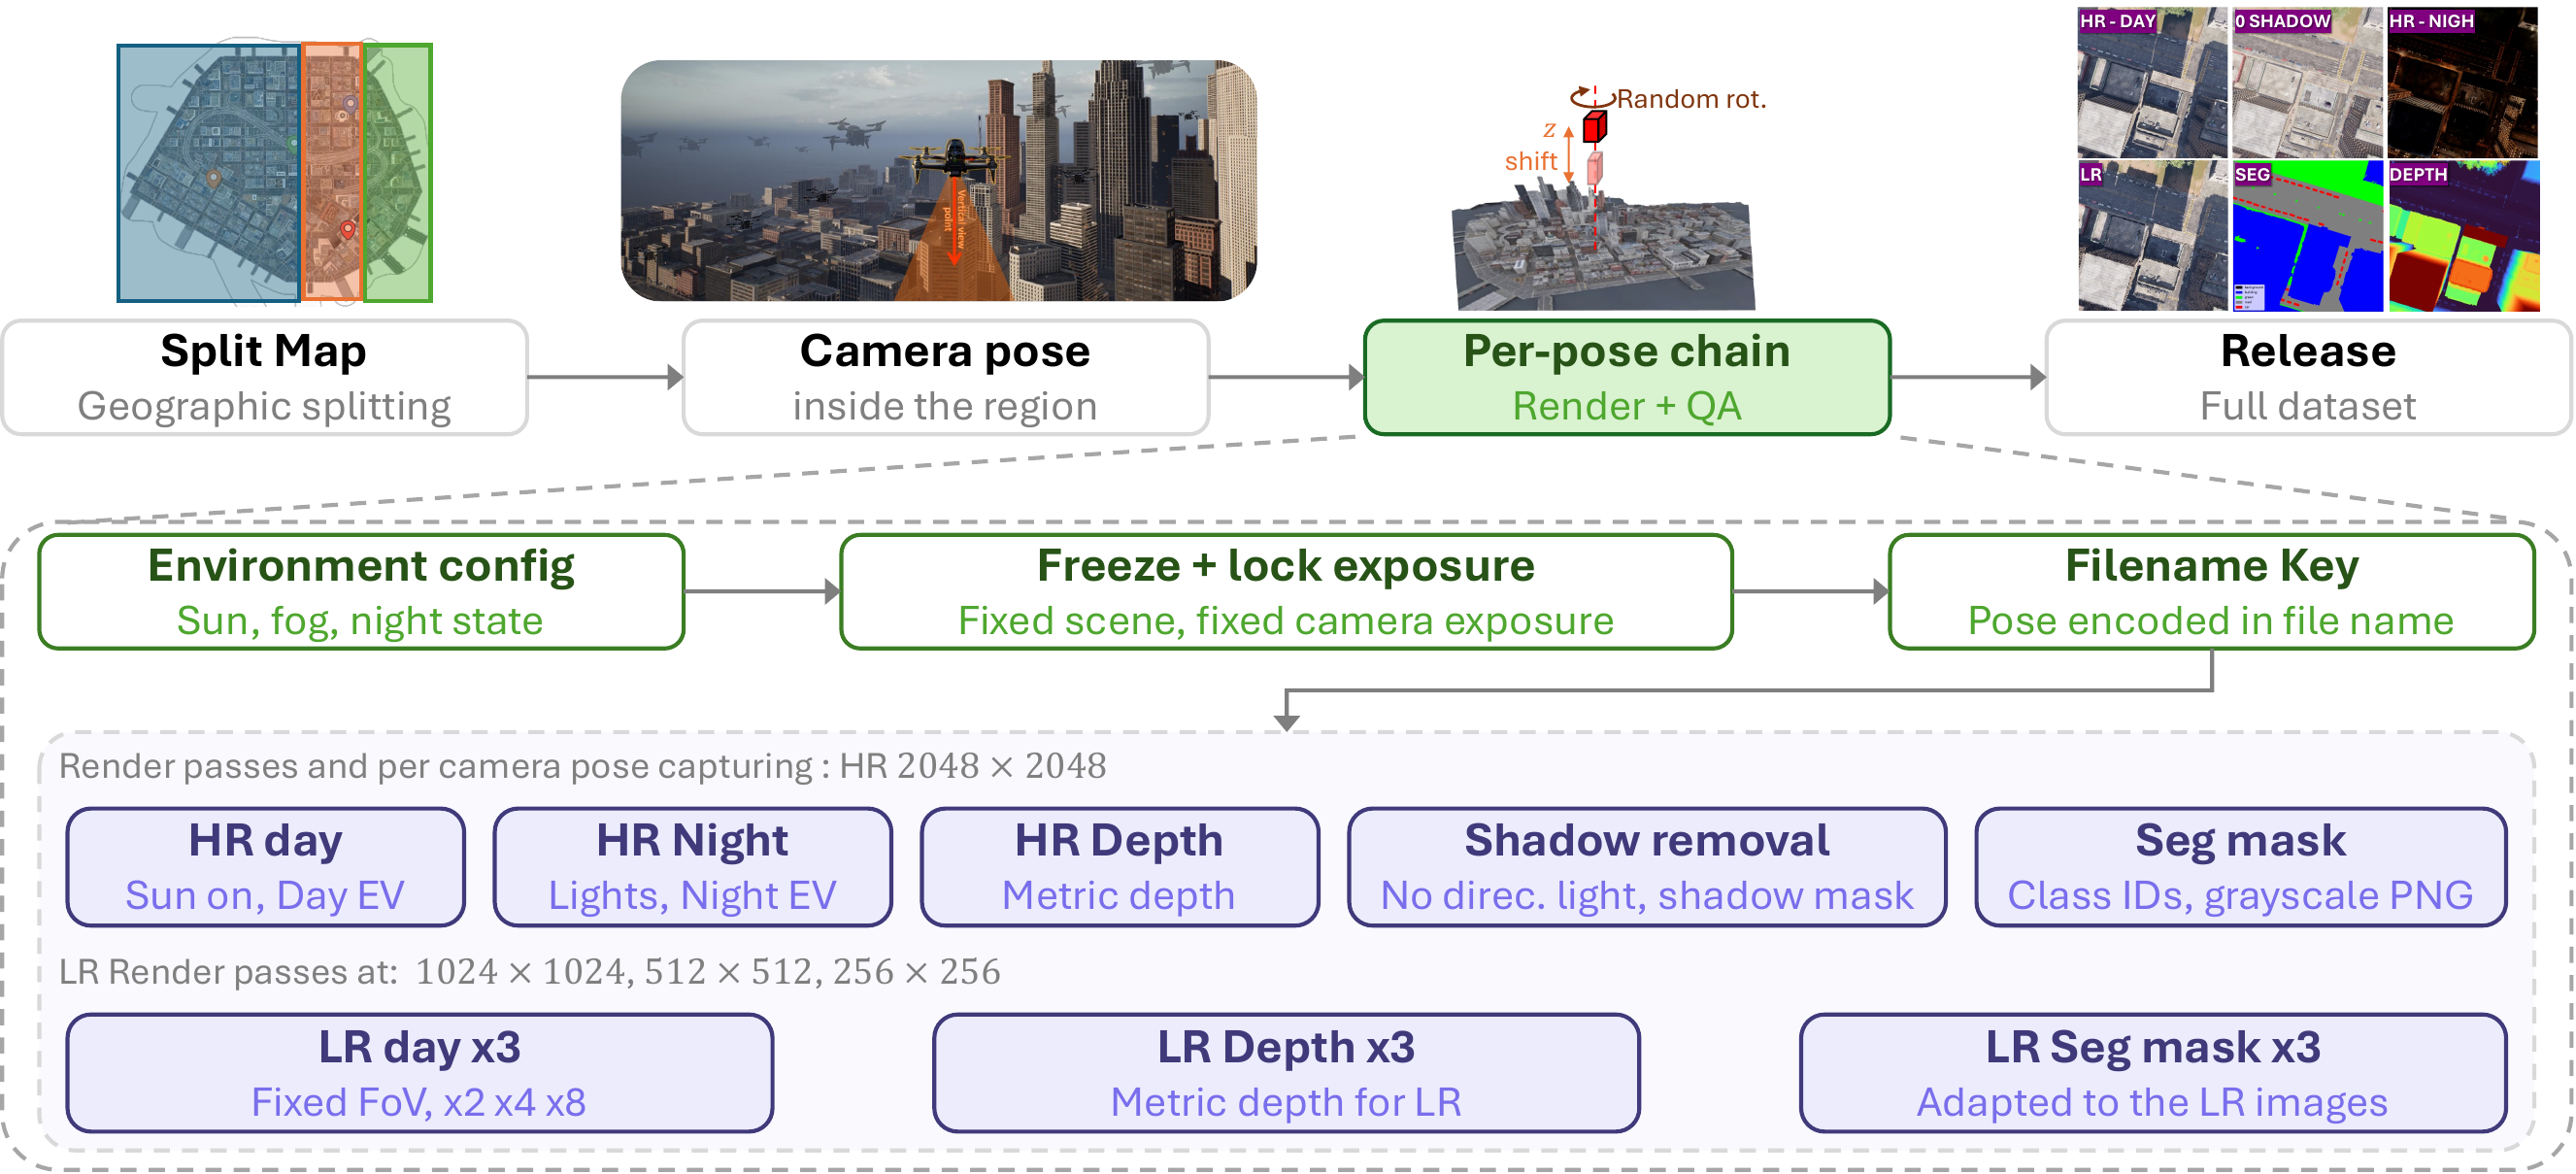 HR - DAY
0 SHADOW
HR - NIGH
LR
SEG
DEPTH
Vertical view
point
Random rot.
z
shift
Split Map
Geographic splitting
Camera pose
inside the region
Per-pose chain
Render + QA
Release
Full dataset
Environment config
Sun, fog, night state
Freeze + lock exposure
Fixed scene, fixed camera exposure
Filename Key
Pose encoded in file name
Render passes and per camera pose capturing : HR 2048 × 2048
HR day
Sun on, Day EV
HR Night
Lights, Night EV
HR Depth
Metric depth
Shadow removal
No direc. light, shadow mask
Seg mask
Class IDs, grayscale PNG
LR Render passes at: 1024 × 1024, 512 × 512, 256 × 256
LR day x3
Fixed FoV, x2 x4 x8
LR Depth x3
Metric depth for LR
LR Seg mask x3
Adapted to the LR images